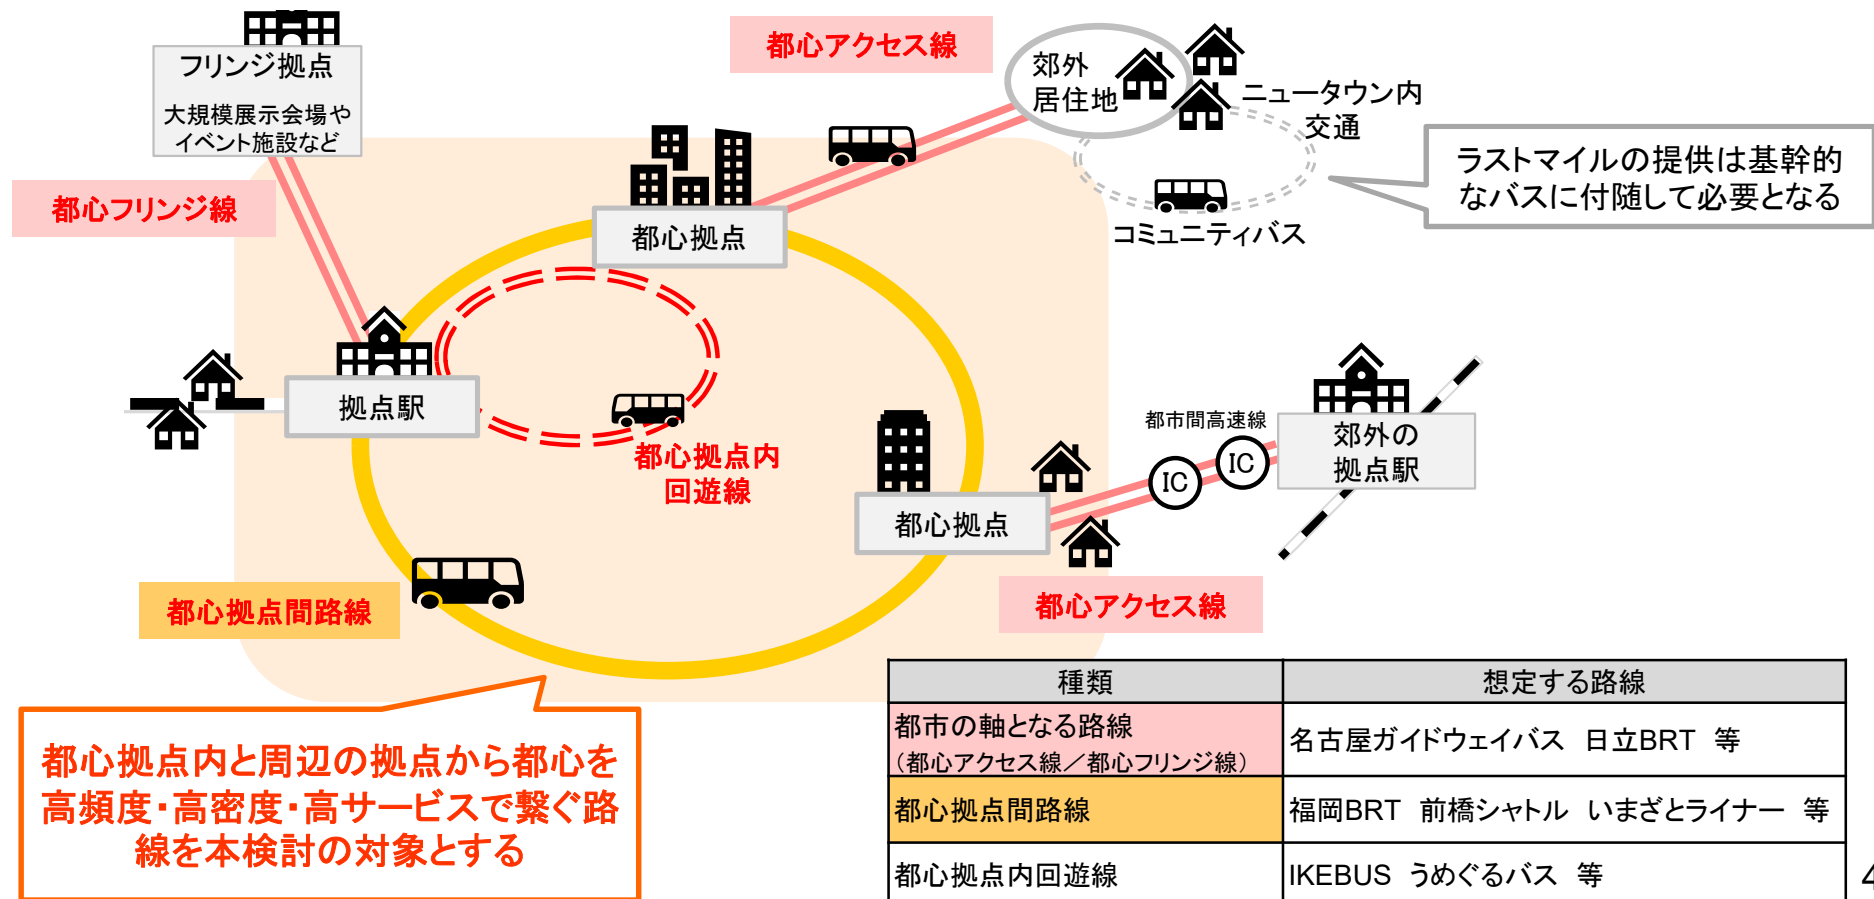 フリンジ拠点
大規模展示会場や
イベント施設など
都心フリンジ線
都心アクセス線
郊外
居住地
ニュータウン内
交通
コミュニティバス
ラストマイルの提供は基幹的
なバスに付随して必要となる
都心拠点
拠点駅
都心拠点内
回遊線
都市間高速線
IC
IC
郊外の
拠点駅
都心拠点
都心アクセス線
都心拠点間路線
都心拠点内と周辺の拠点から都心を
高頻度・高密度・高サービスで繋ぐ路
線を本検討の対象とする
種類 想定する路線
都市の軸となる路線
（都心アクセス線／都心フリンジ線）
名古屋ガイドウェイバス 日立BRT 等
都心拠点間路線 福岡BRT 前橋シャトル いまざとライナー 等
都心拠点内回遊線 IKEBUS うめぐるバス 等
4